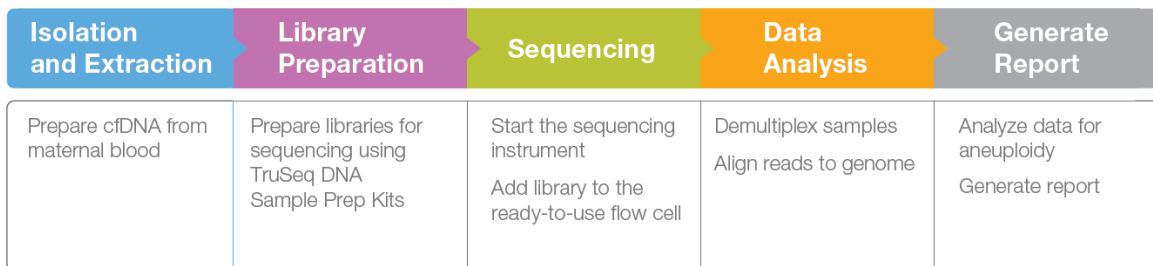 Isolation
and Extraction
Library
Preparation
Sequencing
Data
Analysis
Generate
Report
Prepare cfDNA from
maternal blood
Prepare libraries for
sequencing using
TruSeq DNA
Sample Prep Kits
Start the sequencing
instrument
Add library to the
ready-to-use flow cell
Demultiplex samples
Align reads to genome
Analyze data for
aneuploidy
Generate report